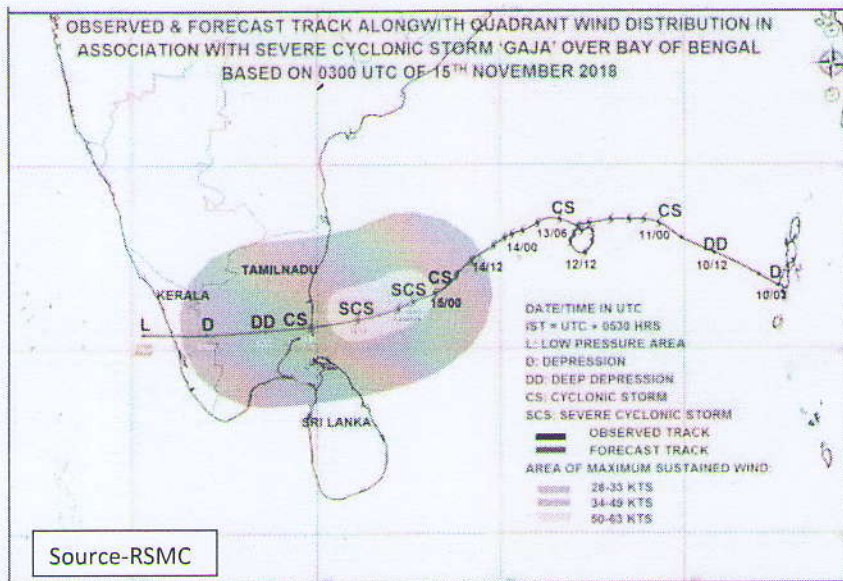 OBSERVED & FORECAST TRACK ALONGWITH QUADRANT WIND DISTRIBUTION IN
ASSOCIATION WITH SEVERE CYCLONIC STORM 'GAJA' OVER BAY OF BENGAL
BASED ON 0300 UTC OF 15TH NOVEMBER 2018
CS
13/06
14/00
14/12
12/12
CS
11/00
DD
10/12
D
10/03
TAMILNADU
KERALA
CS
15/00
SCS
SCS
CS
DD
D
L
SRI LANKA
DATE/TIME IN UTC
IST = UTC + 0530 HRS
L: LOW PRESSURE AREA
D: DEPRESSION
DD: DEEP DEPRESSION
CS: CYCLONIC STORM
SCS: SEVERE CYCLONIC STORM
OBSERVED TRACK
FORECAST TRACK
AREA OF MAXIMUM SUSTAINED WIND:
28-33 KTS
34-49 KTS
50-63 KTS
Source-RSMC